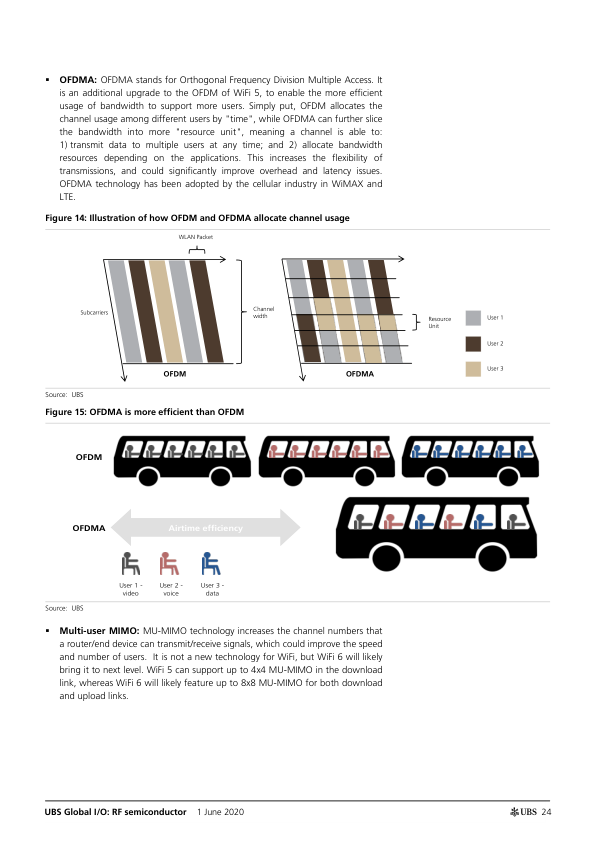 ▪ OFDMA: OFDMA stands for Orthogonal Frequency Division Multiple Access. It
is an additional upgrade to the OFDM of WiFi 5, to enable the more efficient
usage of bandwidth to support more users. Simply put, OFDM allocates the
channel usage among different users by "time", while OFDMA can further slice
the bandwidth into more "resource unit", meaning a channel is able to:
1) transmit data to multiple users at any time; and 2) allocate bandwidth
resources depending on the applications. This increases the flexibility of
transmissions, and could significantly improve overhead and latency issues.
OFDMA technology has been adopted by the cellular industry in WiMAX and
LTE.
Figure 14: Illustration of how OFDM and OFDMA allocate channel usage
WLAN Packet
Subcarriers
Channel
width
OFDM
Resource
Unit
OFDMA
User 1
User 2
User 3
Source: UBS
Figure 15: OFDMA is more efficient than OFDM
OFDM
OFDMA
Airtime efficiency
User 1 -
video
User 2 -
voice
User 3 -
data
Source: UBS
▪ Multi-user MIMO: MU-MIMO technology increases the channel numbers that
a router/end device can transmit/receive signals, which could improve the speed
and number of users. It is not a new technology for WiFi, but WiFi 6 will likely
bring it to next level. WiFi 5 can support up to 4x4 MU-MIMO in the download
link, whereas WiFi 6 will likely feature up to 8x8 MU-MIMO for both download
and upload links.
UBS Global I/O: RF semiconductor 1 June 2020
UBS 24